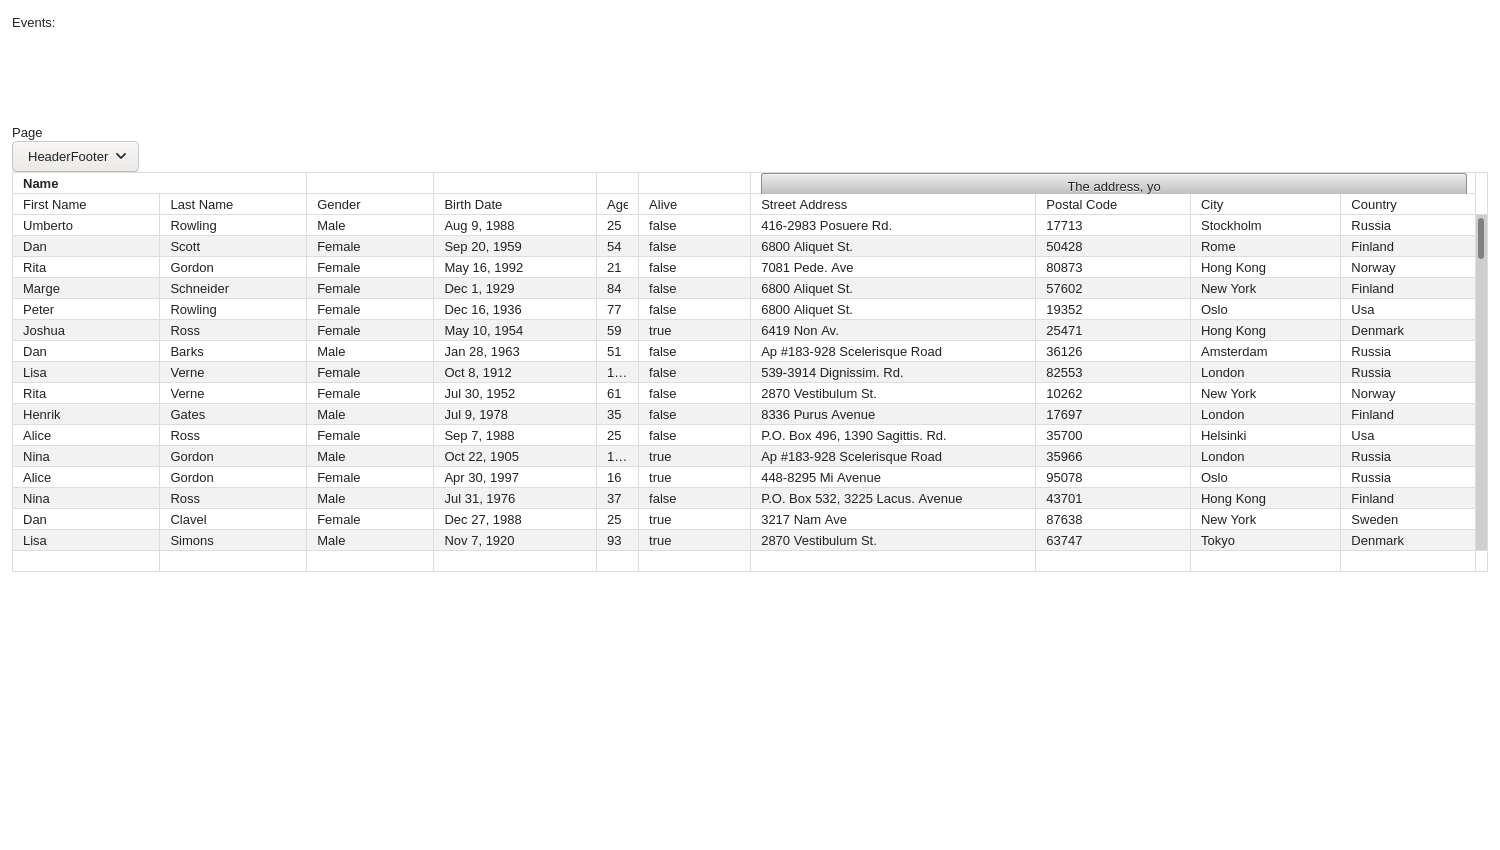 Events:
Page
HeaderFooter
Name The address, yo
First Name Last Name Gender Birth Date Age Alive Street Address Postal Code City Country
Umberto Rowling Male Aug 9, 1988 25 false 416-2983 Posuere Rd. 17713 Stockholm Russia
Dan Scott Female Sep 20, 1959 54 false 6800 Aliquet St. 50428 Rome Finland
Rita Gordon Female May 16, 1992 21 false 7081 Pede. Ave 80873 Hong Kong Norway
Marge Schneider Female Dec 1, 1929 84 false 6800 Aliquet St. 57602 New York Finland
Peter Rowling Female Dec 16, 1936 77 false 6800 Aliquet St. 19352 Oslo Usa
Joshua Ross Female May 10, 1954 59 true 6419 Non Av. 25471 Hong Kong Denmark
Dan Barks Male Jan 28, 1963 51 false Ap #183-928 Scelerisque Road 36126 Amsterdam Russia
Lisa Verne Female Oct 8, 1912 1… false 539-3914 Dignissim. Rd. 82553 London Russia
Rita Verne Female Jul 30, 1952 61 false 2870 Vestibulum St. 10262 New York Norway
Henrik Gates Male Jul 9, 1978 35 false 8336 Purus Avenue 17697 London Finland
Alice Ross Female Sep 7, 1988 25 false P.O. Box 496, 1390 Sagittis. Rd. 35700 Helsinki Usa
Nina Gordon Male Oct 22, 1905 1… true Ap #183-928 Scelerisque Road 35966 London Russia
Alice Gordon Female Apr 30, 1997 16 true 448-8295 Mi Avenue 95078 Oslo Russia
Nina Ross Male Jul 31, 1976 37 false P.O. Box 532, 3225 Lacus. Avenue 43701 Hong Kong Finland
Dan Clavel Female Dec 27, 1988 25 true 3217 Nam Ave 87638 New York Sweden
Lisa Simons Male Nov 7, 1920 93 true 2870 Vestibulum St. 63747 Tokyo Denmark